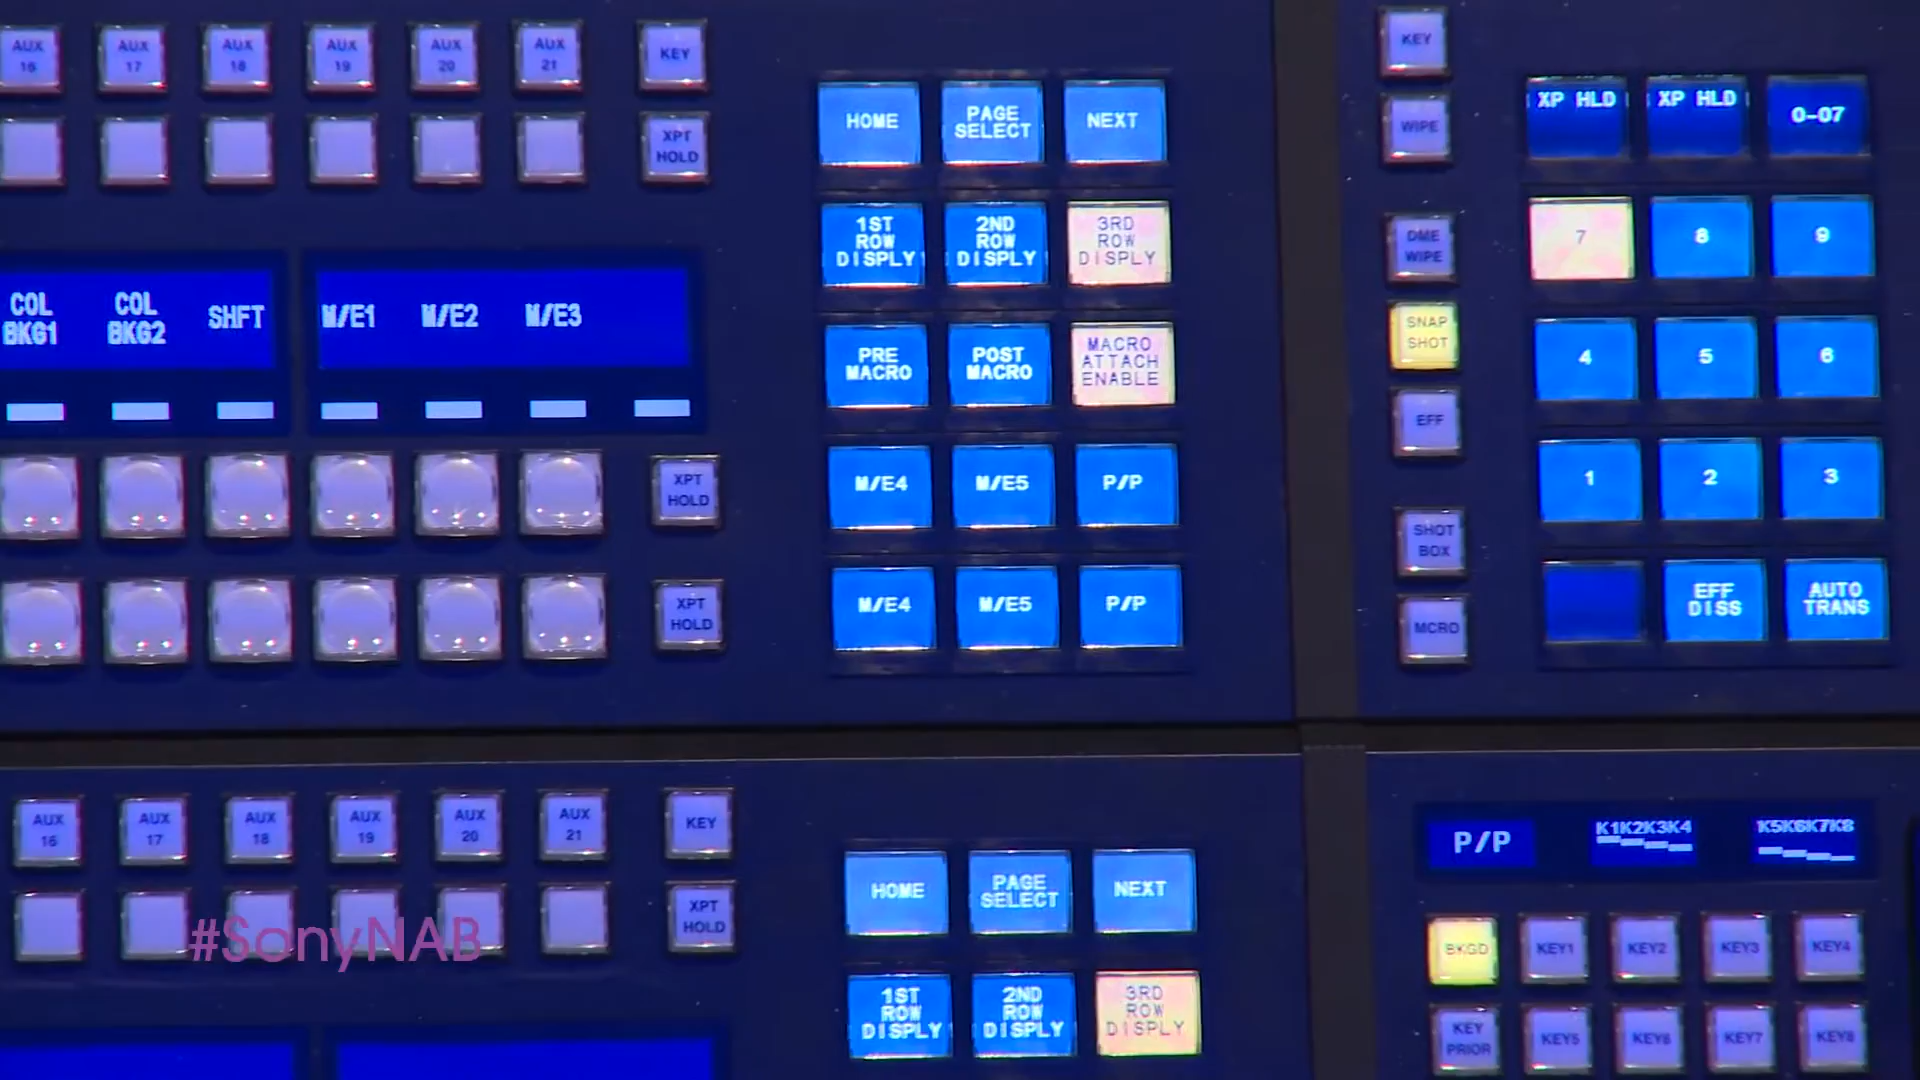 AUX 16
AUX 17
AUX 18
AUX 19
AUX 20
AUX 21
KEY
XPT HOLD
COL BKG1
COL BKG2
SHFT
M/E1
M/E2
M/E3
XPT HOLD
XPT HOLD
HOME
PAGE SELECT
NEXT
1ST ROW DISPLY
2ND ROW DISPLY
3RD ROW DISPLY
PRE MACRO
POST MACRO
MACRO ATTACH ENABLE
M/E4
M/E5
P/P
M/E4
M/E5
P/P
KEY
WIPE
DME WIPE
SNAP SHOT
EFF
SHOT BOX
MCRO
XP HLD
XP HLD
0-07
7
8
9
4
5
6
1
2
3
EFF DISS
AUTO TRANS
AUX 16
AUX 17
AUX 18
AUX 19
AUX 20
AUX 21
KEY
XPT HOLD
#SonyNAB
HOME
PAGE SELECT
NEXT
1ST ROW DISPLY
2ND ROW DISPLY
3RD ROW DISPLY
P/P
K1K2K3K4
K5K6K7K8
BKGD
KEY1
KEY2
KEY3
KEY4
KEY PRIOR
KEY5
KEY6
KEY7
KEY8